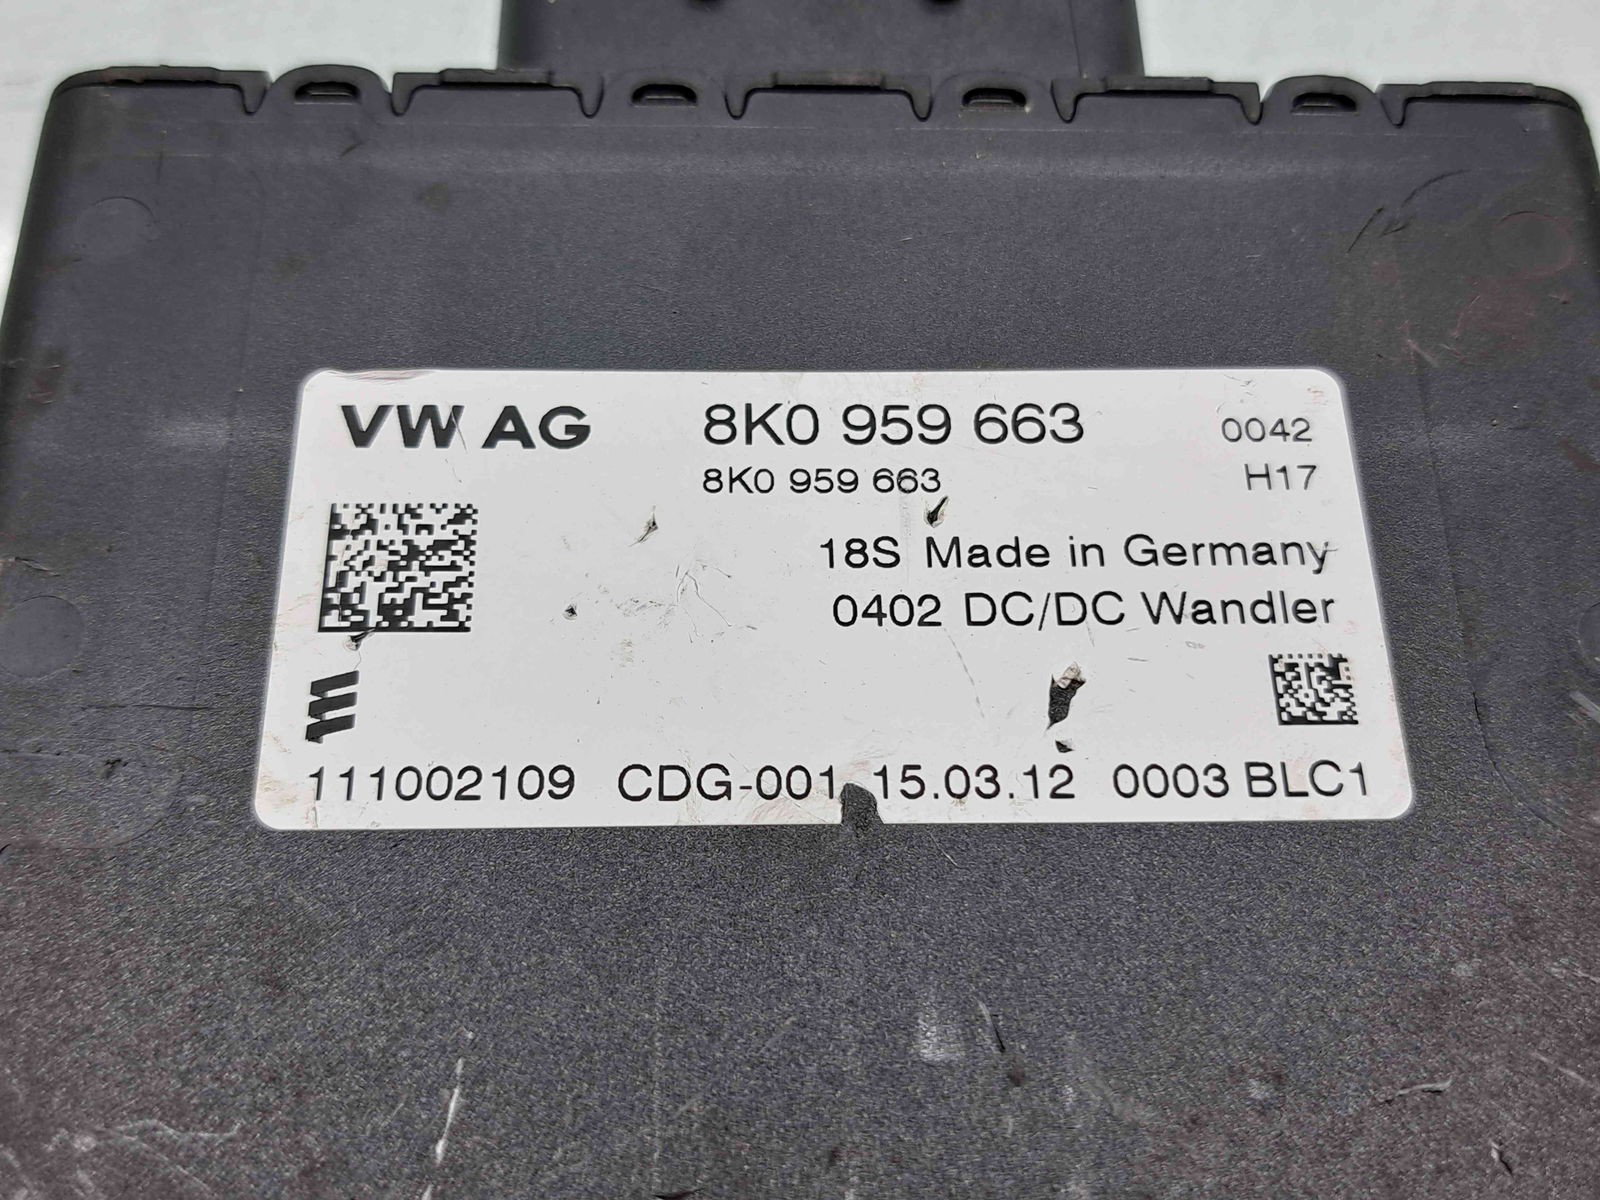 VW AG 8K0 959 663 0042
8K0 959 663 H17
18S Made in Germany
0402 DC/DC Wandler
111002109 CDG-001 15.03.12 0003 BLC1